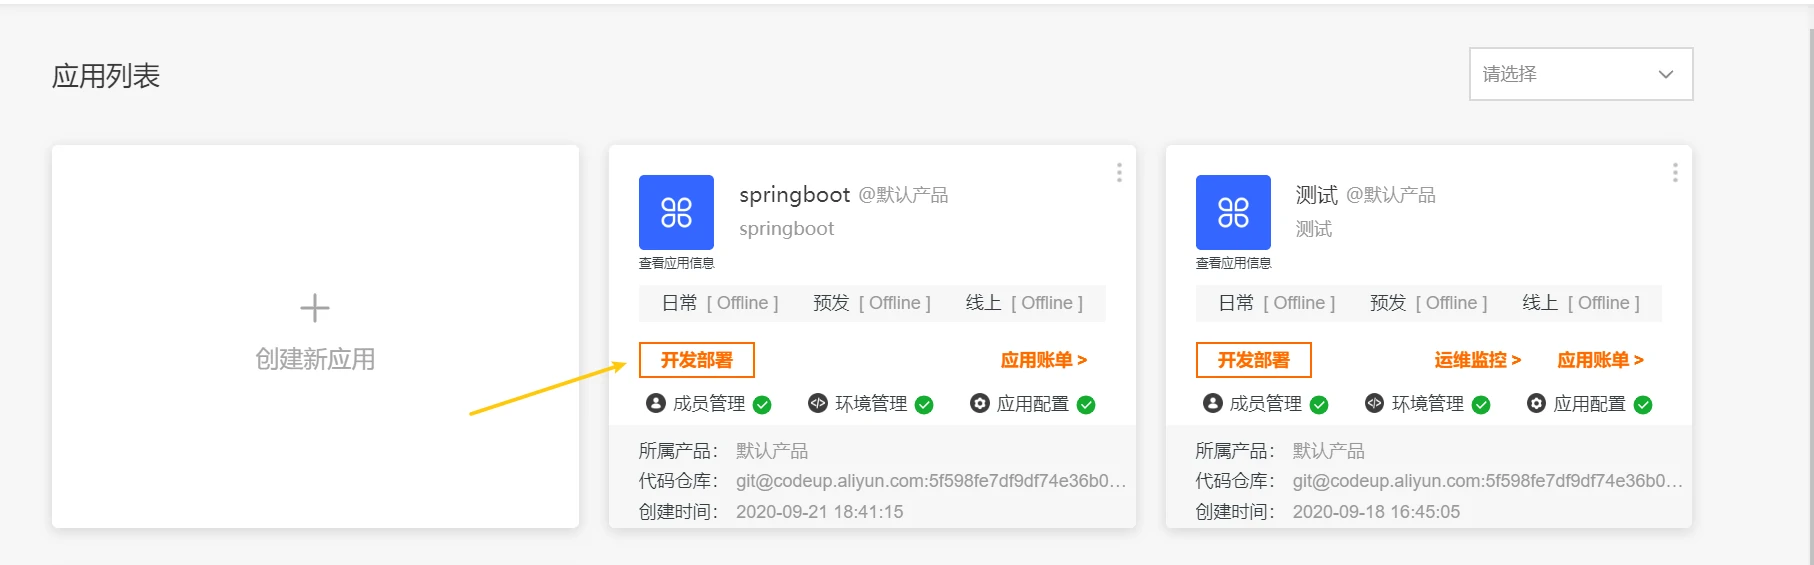 应用列表
请选择
创建新应用
springboot @默认产品
springboot
查看应用信息
日常 [ Offline ] 预发 [ Offline ] 线上 [ Offline ]
开发部署 应用账单 >
成员管理 环境管理 应用配置
所属产品： 默认产品
代码仓库： git@codeup.aliyun.com:5f598fe7df9df74e36b0...
创建时间： 2020-09-21 18:41:15
测试 @默认产品
测试
查看应用信息
日常 [ Offline ] 预发 [ Offline ] 线上 [ Offline ]
开发部署 运维监控 > 应用账单 >
成员管理 环境管理 应用配置
所属产品： 默认产品
代码仓库： git@codeup.aliyun.com:5f598fe7df9df74e36b0...
创建时间： 2020-09-18 16:45:05